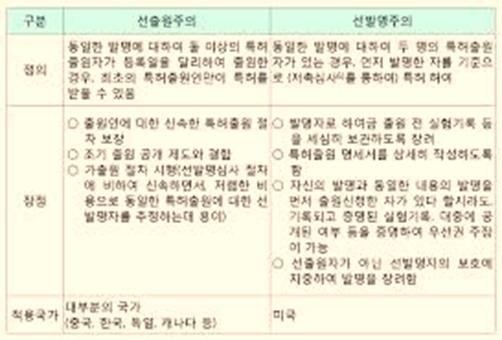 구분 선출원주의 선발명주의
정의
동일한 발명에 대하여 둘 이상의 특허
출원자가 등록일을 달리하여 출원한
경우, 최초의 특허출원인만이 특허를
받을 수 있음
동일한 발명에 대하여 두 명의 특허출원
자가 있는 경우, 먼저 발명한 자를 기준으
로 (저촉심사를 통하여) 특허 허여
장점
○ 출원인에 대한 신속한 특허출원 절
차 보장
○ 조기 출원 공개 제도와 결합
○ 가출원 절차 시행(선발명심사 절차
에 비하여 신속하면서, 저렴한 비
용으로 동일한 특허출원에 대한 선
발명자를 추정하는데 용이)
○ 발명자로 하여금 출원 전 실험기록 등
을 세심히 보관하도록 장려
○ 특허출원 명세서를 상세히 작성하도록
함
○ 자신의 발명과 동일한 내용의 발명을
먼저 출원신청한 자가 있다 할지라도,
기록되고 증명된 실험기록, 대중에 공
개된 여부 등을 증명하여 우선권 주장
이 가능
○ 선출원자가 아닌 선발명자의 보호에
치중하여 발명을 장려함
적용국가
대부분의 국가
(중국, 한국, 독일, 캐나다 등)
미국